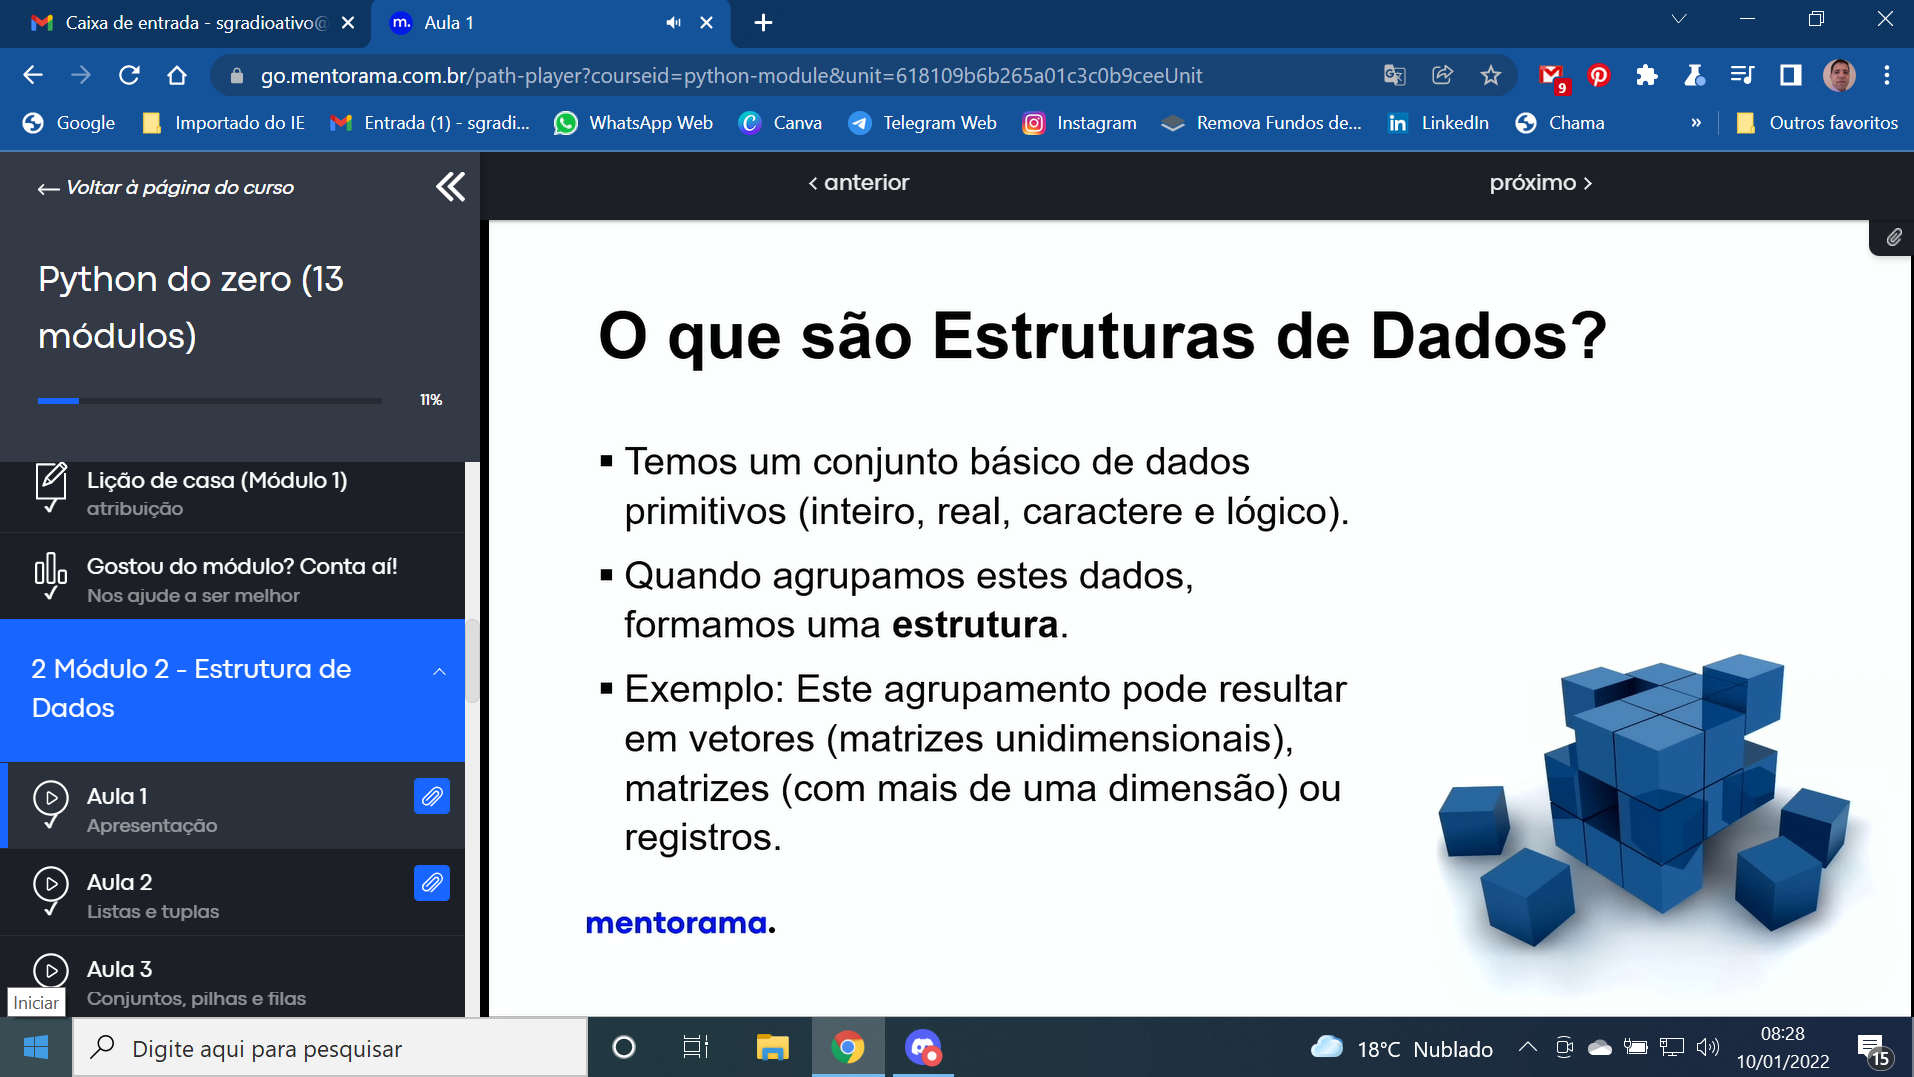 Caixa de entrada - sgradioativo@
m. Aula 1
go.mentorama.com.br/path-player?courseid=python-module&unit=618109b6b265a01c3c0b9ceeUnit
9
Google
Importado do IE
Entrada (1) - sgradi...
WhatsApp Web
Canva
Telegram Web
Instagram
Remova Fundos de...
in LinkedIn
Chama
»
Outros favoritos
← Voltar à página do curso
‹ anterior
próximo ›
Python do zero (13
módulos)
11%
Lição de casa (Módulo 1)
atribuição
Gostou do módulo? Conta aí!
Nos ajude a ser melhor
2 Módulo 2 - Estrutura de
Dados
Aula 1
Apresentação
Aula 2
Listas e tuplas
Aula 3
Conjuntos, pilhas e filas
Iniciar
O que são Estruturas de Dados?
▪ Temos um conjunto básico de dados
primitivos (inteiro, real, caractere e lógico).
▪ Quando agrupamos estes dados,
formamos uma estrutura.
▪ Exemplo: Este agrupamento pode resultar
em vetores (matrizes unidimensionais),
matrizes (com mais de uma dimensão) ou
registros.
mentorama.
Digite aqui para pesquisar
18°C Nublado
08:28
10/01/2022
15